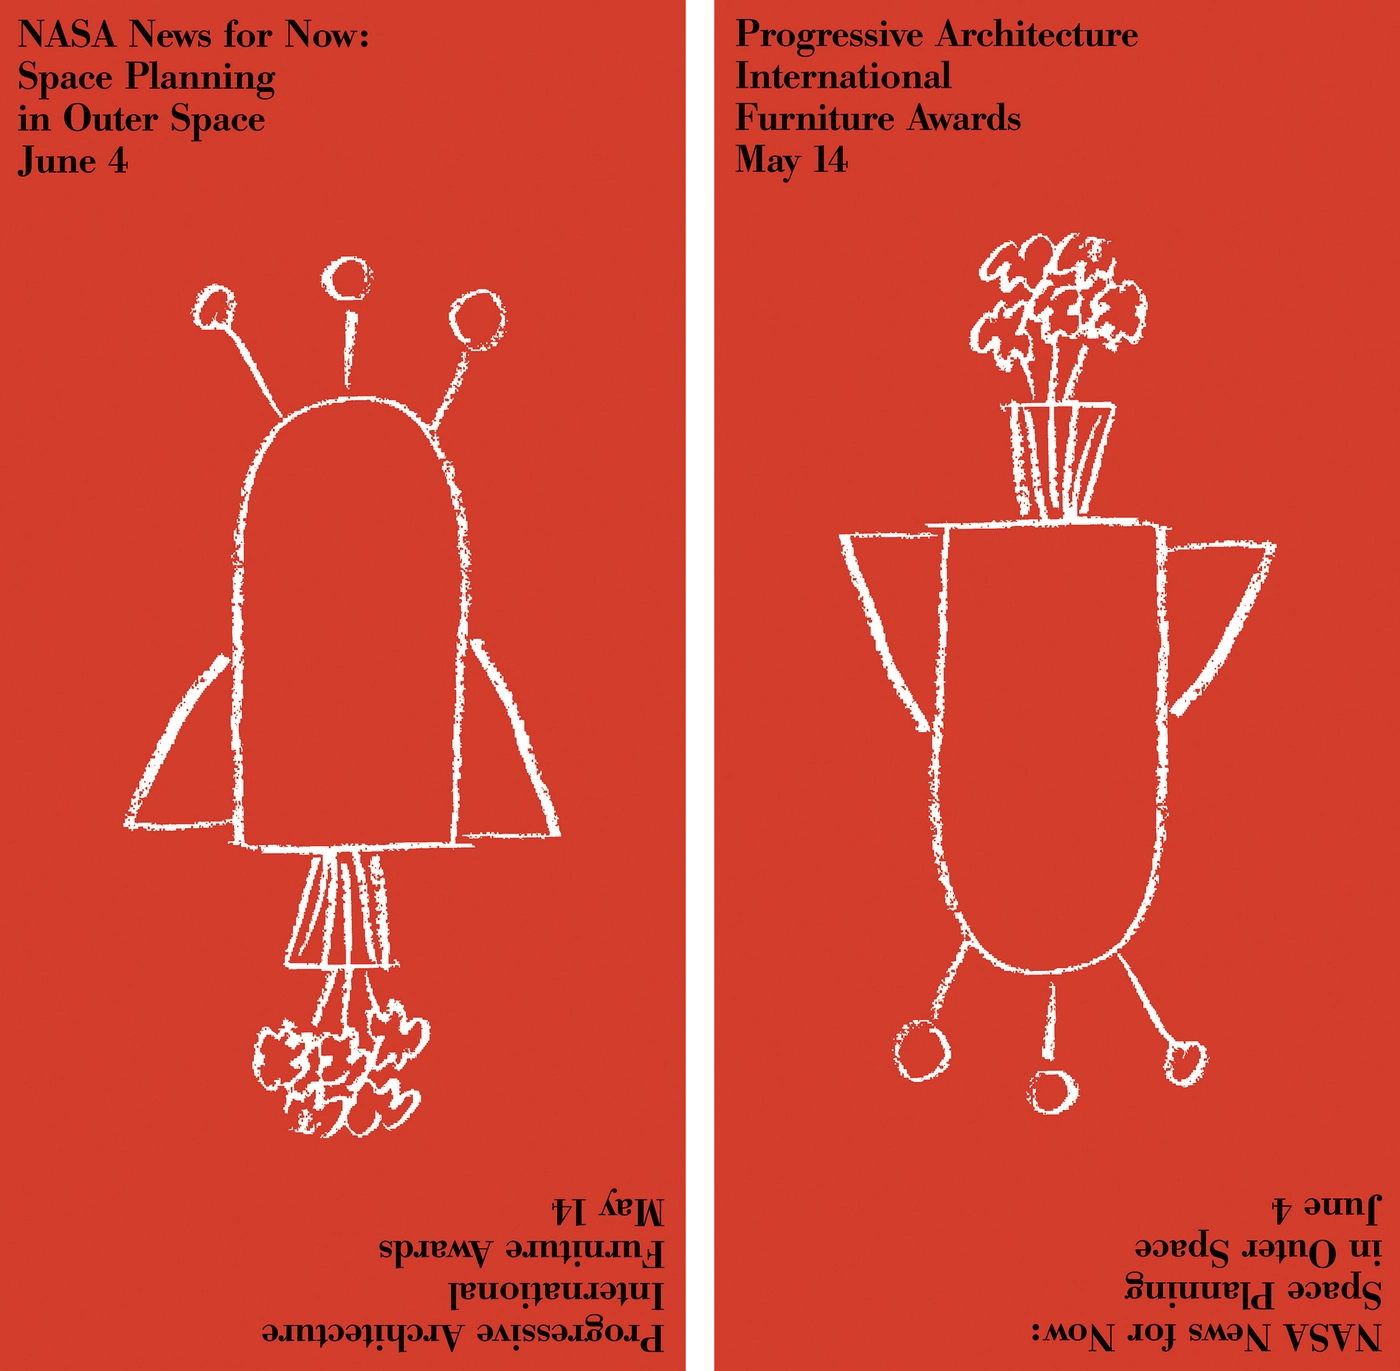 NASA News for Now:
Space Planning
in Outer Space
June 4
Progressive Architecture
International
Furniture Awards
May 14
Progressive Architecture
International
Furniture Awards
May 14
NASA News for Now:
Space Planning
in Outer Space
June 4